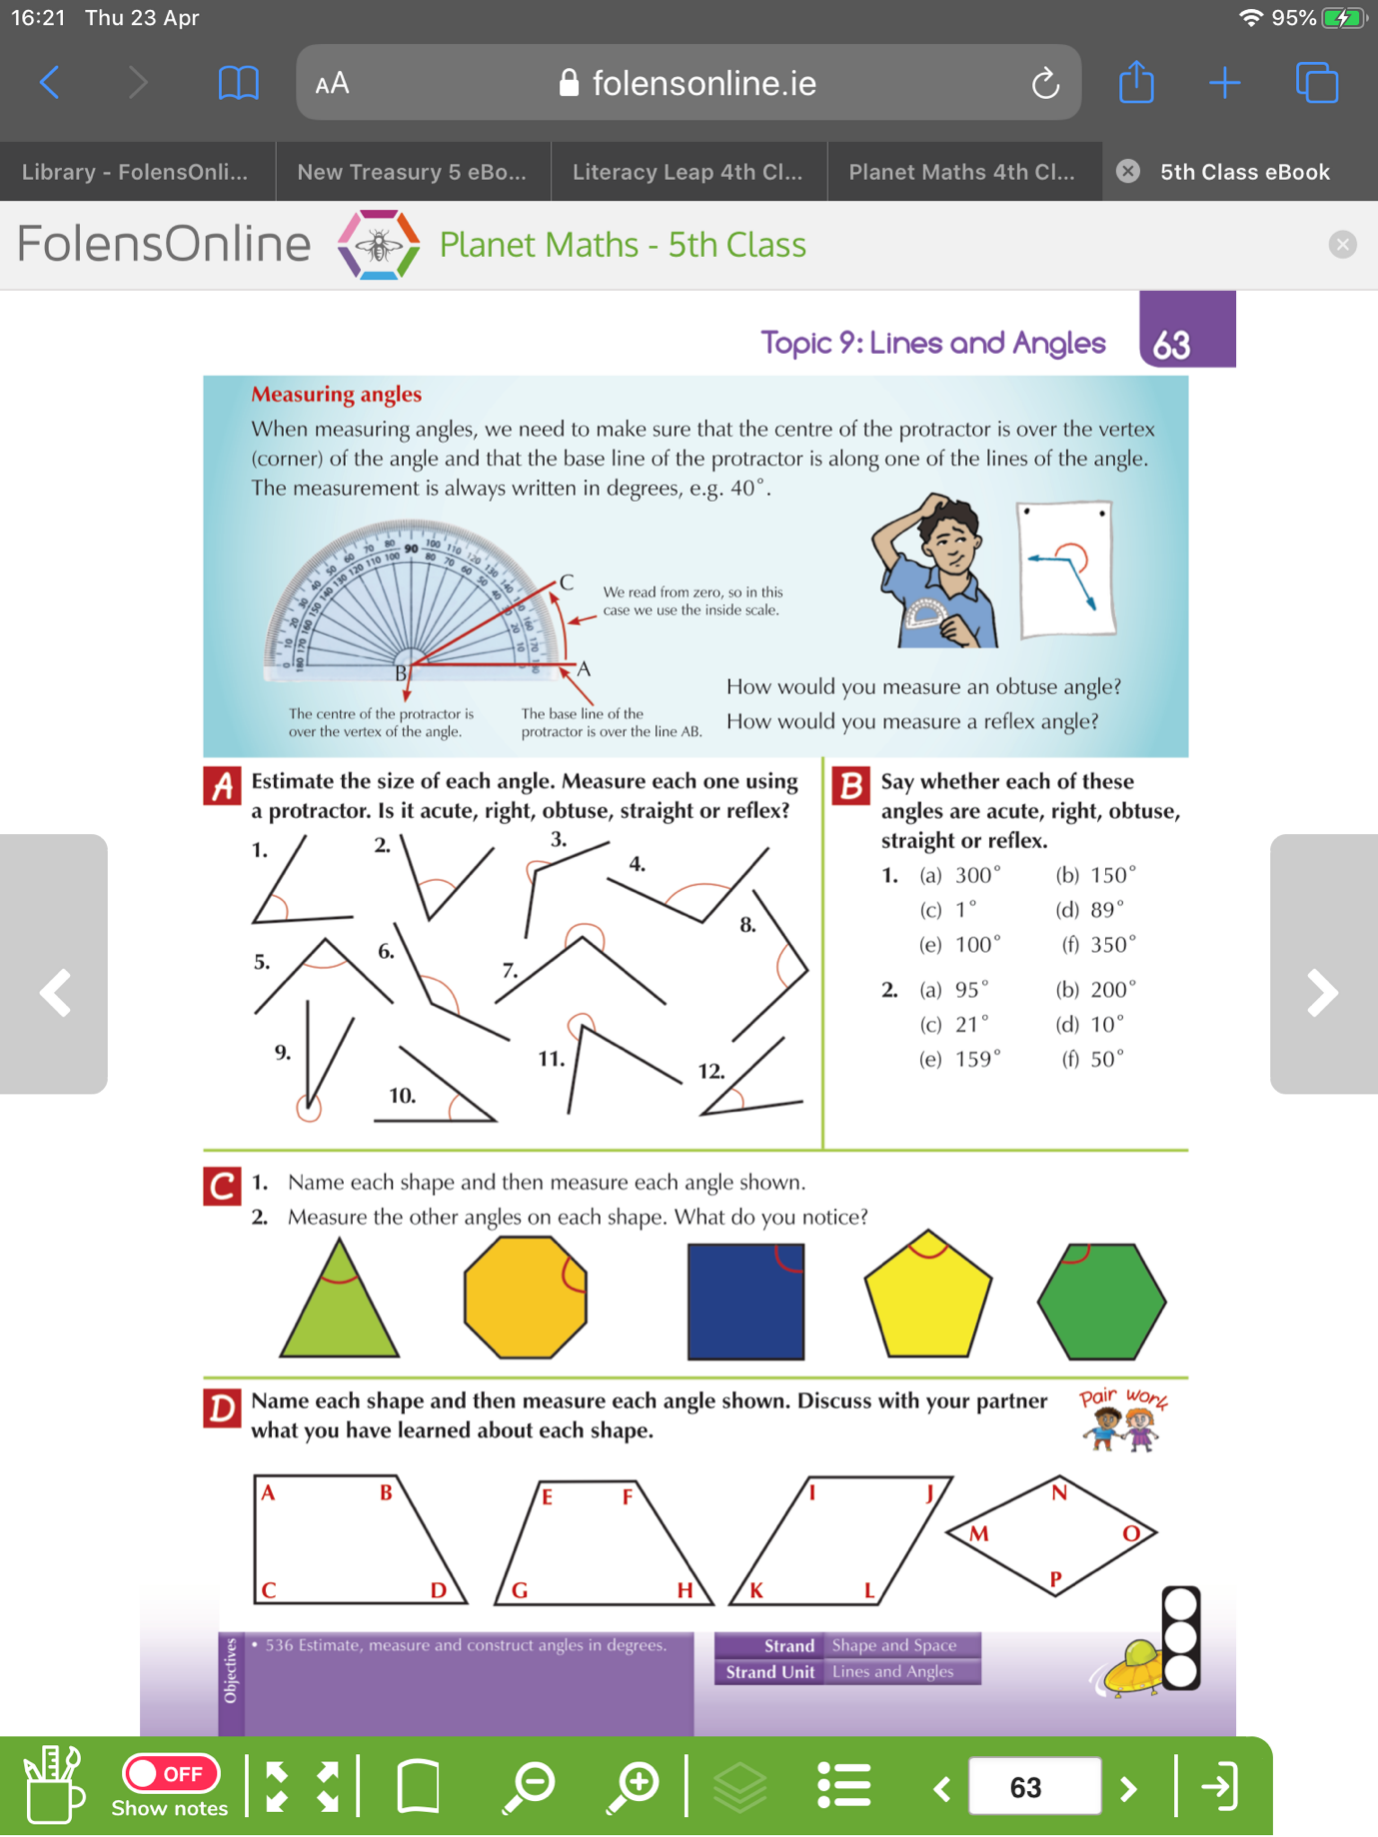 16:21 Thu 23 Apr
95%
AA
folensonline.ie
Library - FolensOnli...
New Treasury 5 eBo...
Literacy Leap 4th Cl...
Planet Maths 4th Cl...
5th Class eBook
FolensOnline
Planet Maths - 5th Class
Topic 9: Lines and Angles
63
Measuring angles
When measuring angles, we need to make sure that the centre of the protractor is over the vertex
(corner) of the angle and that the base line of the protractor is along one of the lines of the angle.
The measurement is always written in degrees, e.g. 40°.
C
We read from zero, so in this
case we use the inside scale.
B
A
The centre of the protractor is
over the vertex of the angle.
The base line of the
protractor is over the line AB.
How would you measure an obtuse angle?
How would you measure a reflex angle?
A Estimate the size of each angle. Measure each one using
a protractor. Is it acute, right, obtuse, straight or reflex?
1.
2.
3.
4.
5.
6.
7.
8.
9.
10.
11.
12.
B Say whether each of these
angles are acute, right, obtuse,
straight or reflex.
1. (a) 300° (b) 150°
(c) 1° (d) 89°
(e) 100° (f) 350°
2. (a) 95° (b) 200°
(c) 21° (d) 10°
(e) 159° (f) 50°
C 1. Name each shape and then measure each angle shown.
2. Measure the other angles on each shape. What do you notice?
D Name each shape and then measure each angle shown. Discuss with your partner
what you have learned about each shape.
Pair work
A B
C D
E F
G H
I J
K L
N
M O
P
Objectives
• 536 Estimate, measure and construct angles in degrees.
Strand Shape and Space
Strand Unit Lines and Angles
OFF
Show notes
63